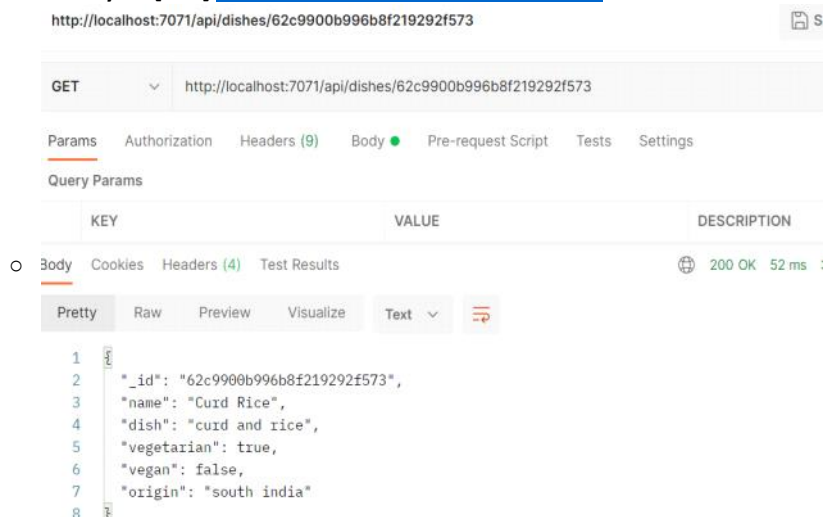 http://localhost:7071/api/dishes/62c9900b996b8f219292f573
GET http://localhost:7071/api/dishes/62c9900b996b8f219292f573
Params Authorization Headers (9) Body Pre-request Script Tests Settings
Query Params
KEY VALUE DESCRIPTION
Body Cookies Headers (4) Test Results 200 OK 52 ms
Pretty Raw Preview Visualize Text
1 {
2 "_id": "62c9900b996b8f219292f573",
3 "name": "Curd Rice",
4 "dish": "curd and rice",
5 "vegetarian": true,
6 "vegan": false,
7 "origin": "south india"
8 }